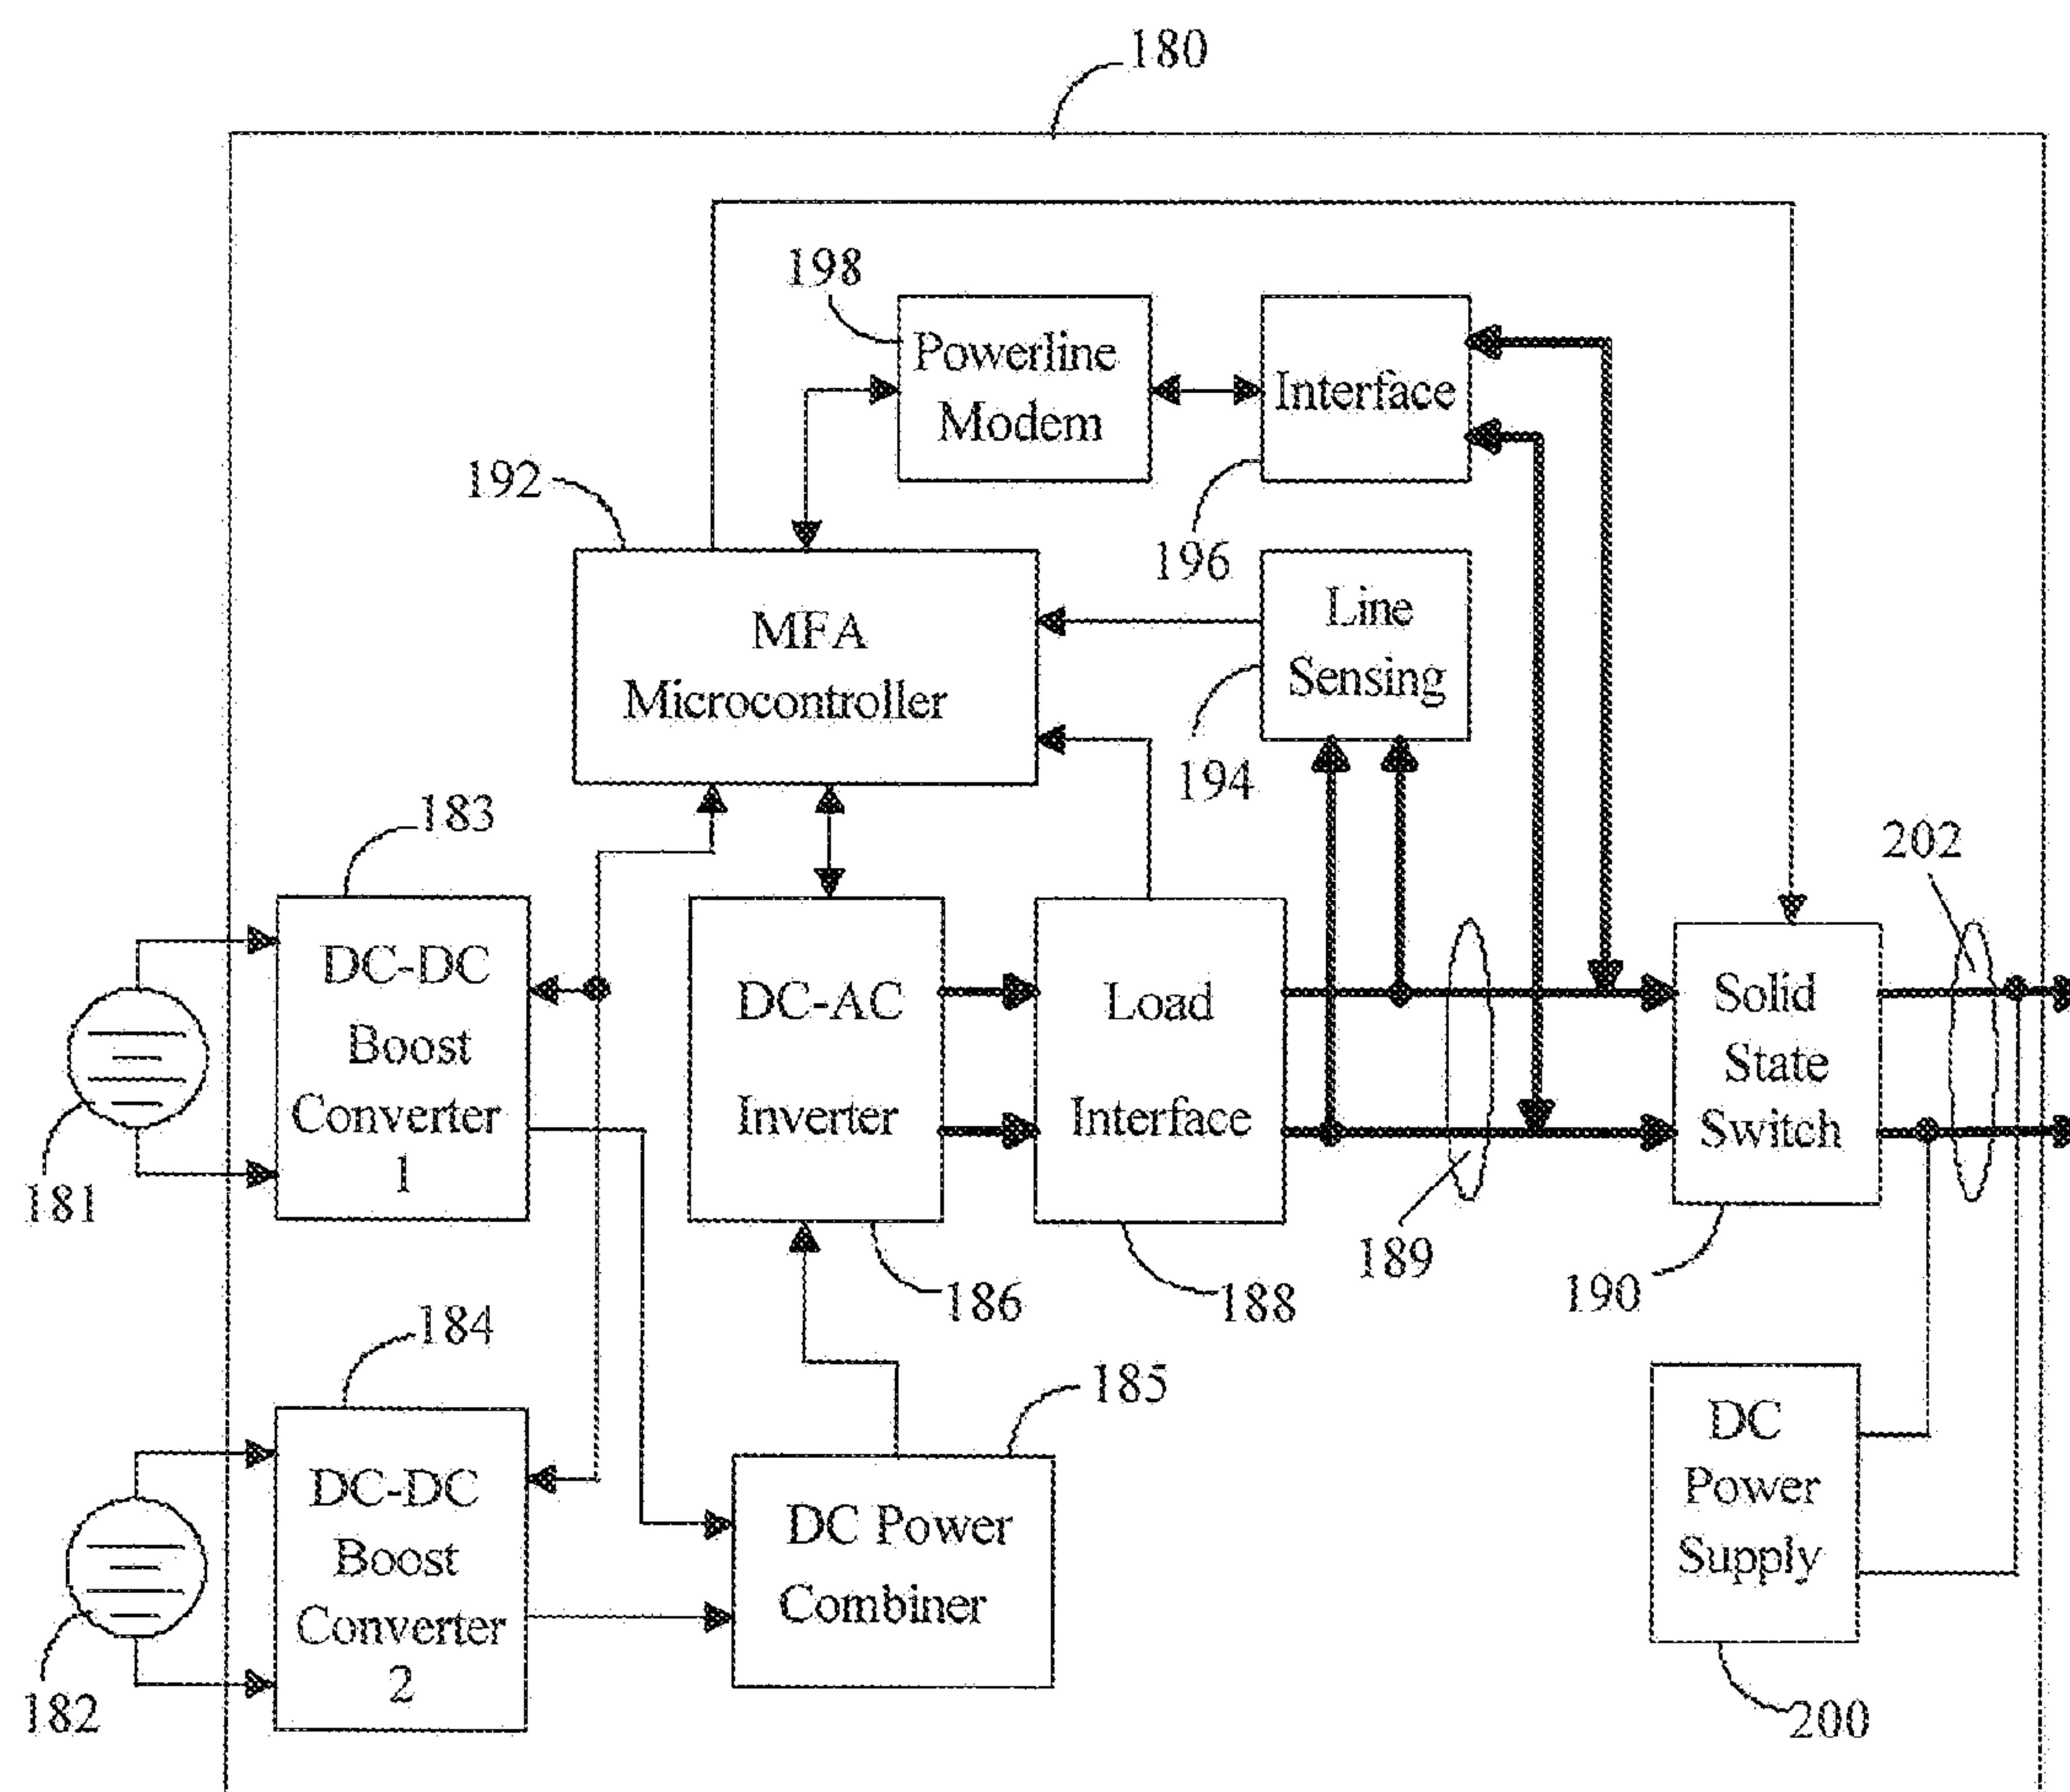 180
198
Powerline
Modem
Interface
192
196
MFA
Microcontroller
Line
Sensing
194
183
202
DC-DC
Boost
Converter
1
DC-AC
Inverter
Load
Interface
Solid
State
Switch
181
189
186
188
190
184
185
DC-DC
Boost
Converter
2
DC Power
Combiner
DC
Power
Supply
182
200